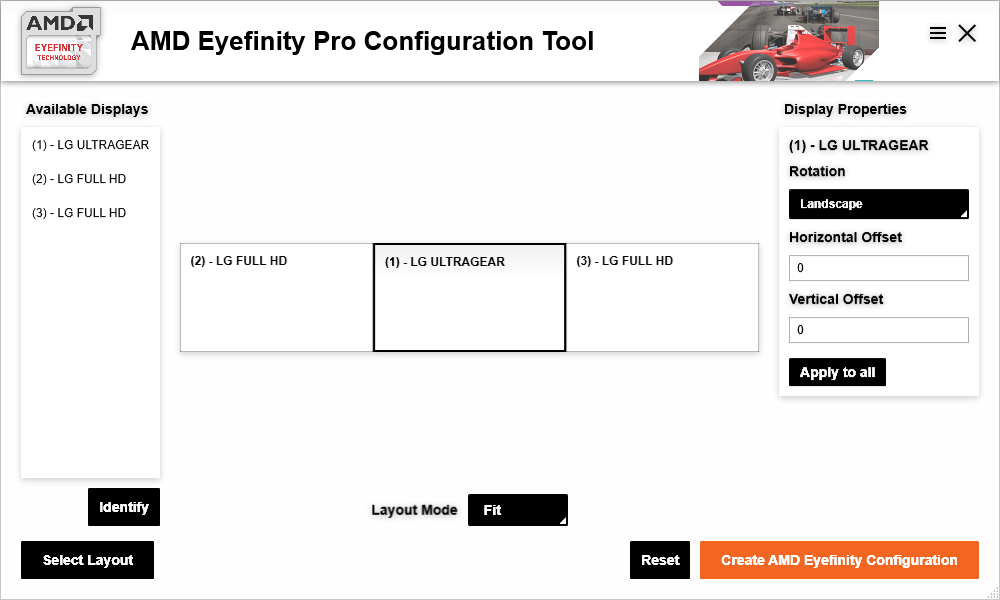 AMD
EYEFINITY
TECHNOLOGY
AMD Eyefinity Pro Configuration Tool
Available Displays
(1) - LG ULTRAGEAR
(2) - LG FULL HD
(3) - LG FULL HD
(2) - LG FULL HD
(1) - LG ULTRAGEAR
(3) - LG FULL HD
Display Properties
(1) - LG ULTRAGEAR
Rotation
Landscape
Horizontal Offset
0
Vertical Offset
0
Apply to all
Identify
Layout Mode
Fit
Select Layout
Reset
Create AMD Eyefinity Configuration